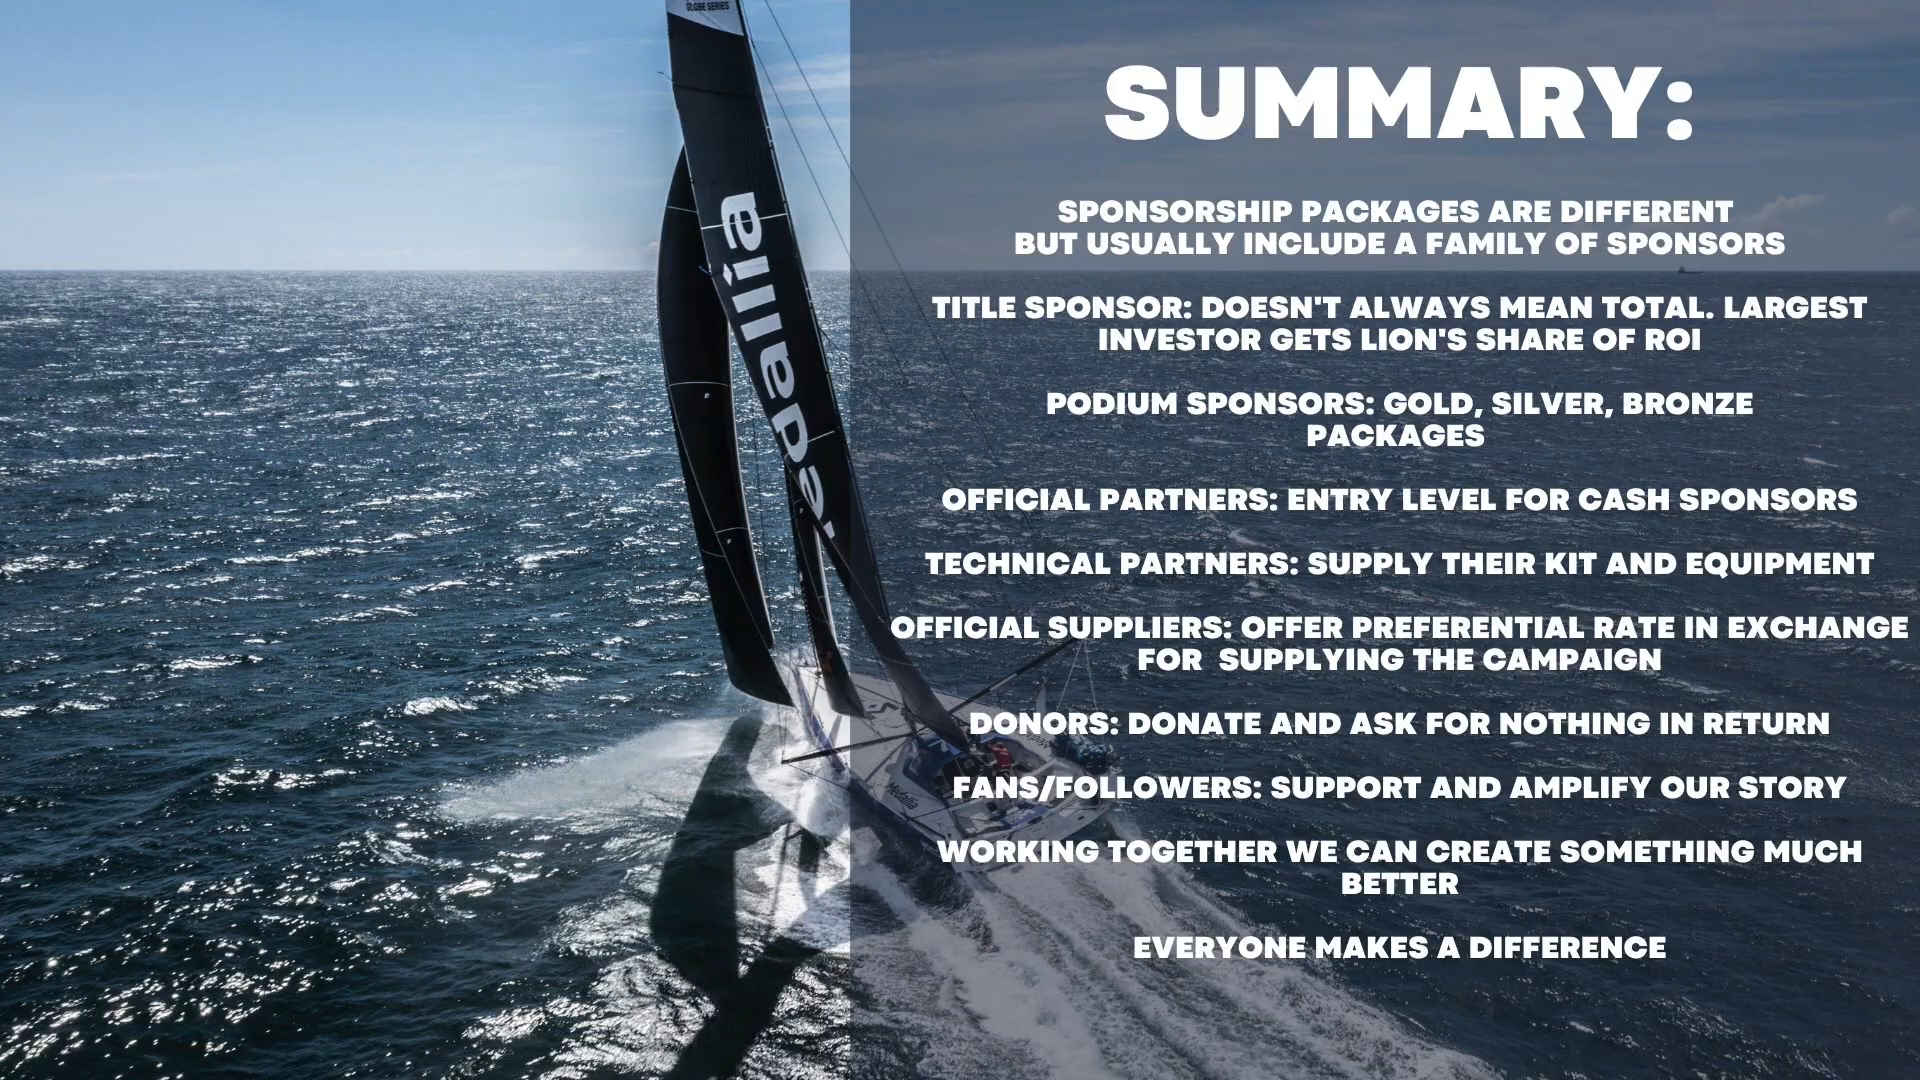 GLOBE SERIES
SUMMARY:
SPONSORSHIP PACKAGES ARE DIFFERENT
BUT USUALLY INCLUDE A FAMILY OF SPONSORS
TITLE SPONSOR: DOESN'T ALWAYS MEAN TOTAL. LARGEST
INVESTOR GETS LION'S SHARE OF ROI
PODIUM SPONSORS: GOLD, SILVER, BRONZE
PACKAGES
OFFICIAL PARTNERS: ENTRY LEVEL FOR CASH SPONSORS
TECHNICAL PARTNERS: SUPPLY THEIR KIT AND EQUIPMENT
OFFICIAL SUPPLIERS: OFFER PREFERENTIAL RATE IN EXCHANGE
FOR SUPPLYING THE CAMPAIGN
DONORS: DONATE AND ASK FOR NOTHING IN RETURN
FANS/FOLLOWERS: SUPPORT AND AMPLIFY OUR STORY
WORKING TOGETHER WE CAN CREATE SOMETHING MUCH
BETTER
EVERYONE MAKES A DIFFERENCE
Medallia